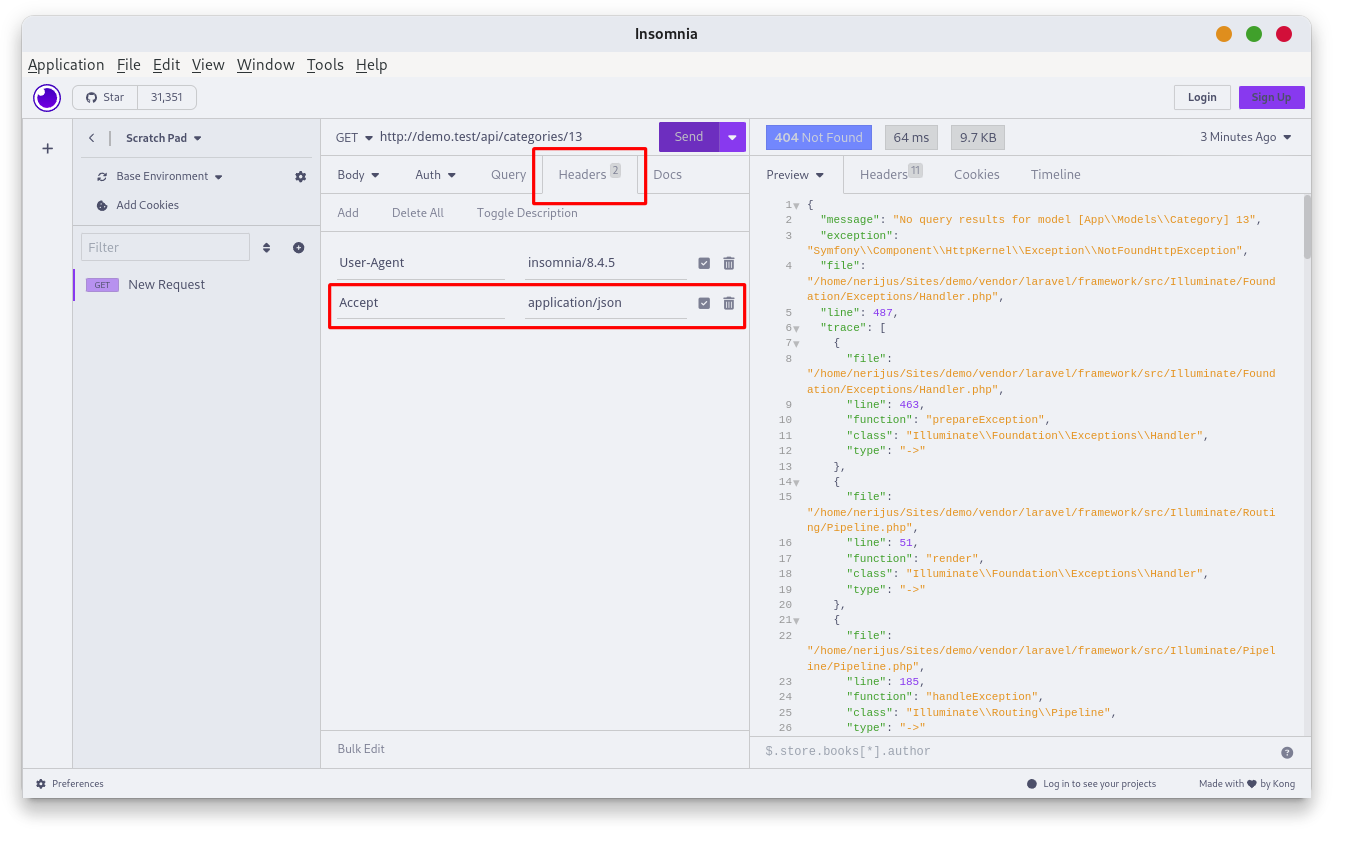 Insomnia
Application File Edit View Window Tools Help
Star 31,351
Login Sign Up
Scratch Pad
Base Environment
Add Cookies
Filter
GET New Request
GET http://demo.test/api/categories/13 Send
Body Auth Query Headers 2 Docs
Add Delete All Toggle Description
User-Agent insomnia/8.4.5
Accept application/json
Bulk Edit
404 Not Found 64 ms 9.7 KB 3 Minutes Ago
Preview Headers 11 Cookies Timeline
1 {
2 "message": "No query results for model [App\\Models\\Category] 13",
3 "exception":
"Symfony\\Component\\HttpKernel\\Exception\\NotFoundHttpException",
4 "file":
"/home/nerijus/Sites/demo/vendor/laravel/framework/src/Illuminate/Found
ation/Exceptions/Handler.php",
5 "line": 487,
6 "trace": [
7 {
8 "file":
"/home/nerijus/Sites/demo/vendor/laravel/framework/src/Illuminate/Found
ation/Exceptions/Handler.php",
9 "line": 463,
10 "function": "prepareException",
11 "class": "Illuminate\\Foundation\\Exceptions\\Handler",
12 "type": "->"
13 },
14 {
15 "file":
"/home/nerijus/Sites/demo/vendor/laravel/framework/src/Illuminate/Routi
ng/Pipeline.php",
16 "line": 51,
17 "function": "render",
18 "class": "Illuminate\\Foundation\\Exceptions\\Handler",
19 "type": "->"
20 },
21 {
22 "file":
"/home/nerijus/Sites/demo/vendor/laravel/framework/src/Illuminate/Pipel
ine/Pipeline.php",
23 "line": 185,
24 "function": "handleException",
25 "class": "Illuminate\\Routing\\Pipeline",
26 "type": "->"
$.store.books[*].author
Preferences
Log in to see your projects
Made with ♥ by Kong